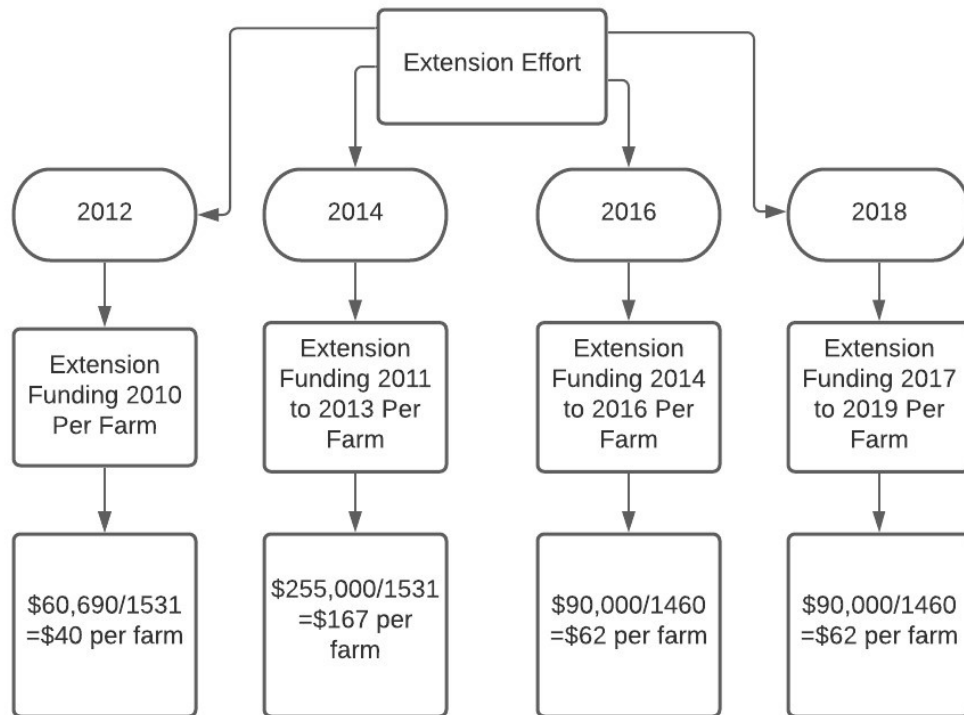 Extension Effort
2012
2014
2016
2018
Extension
Funding 2010
Per Farm
Extension
Funding 2011
to 2013 Per
Farm
Extension
Funding 2014
to 2016 Per
Farm
Extension
Funding 2017
to 2019 Per
Farm
$60,690/1531
=$40 per farm
$255,000/1531
=$167 per
farm
$90,000/1460
=$62 per farm
$90,000/1460
=$62 per farm